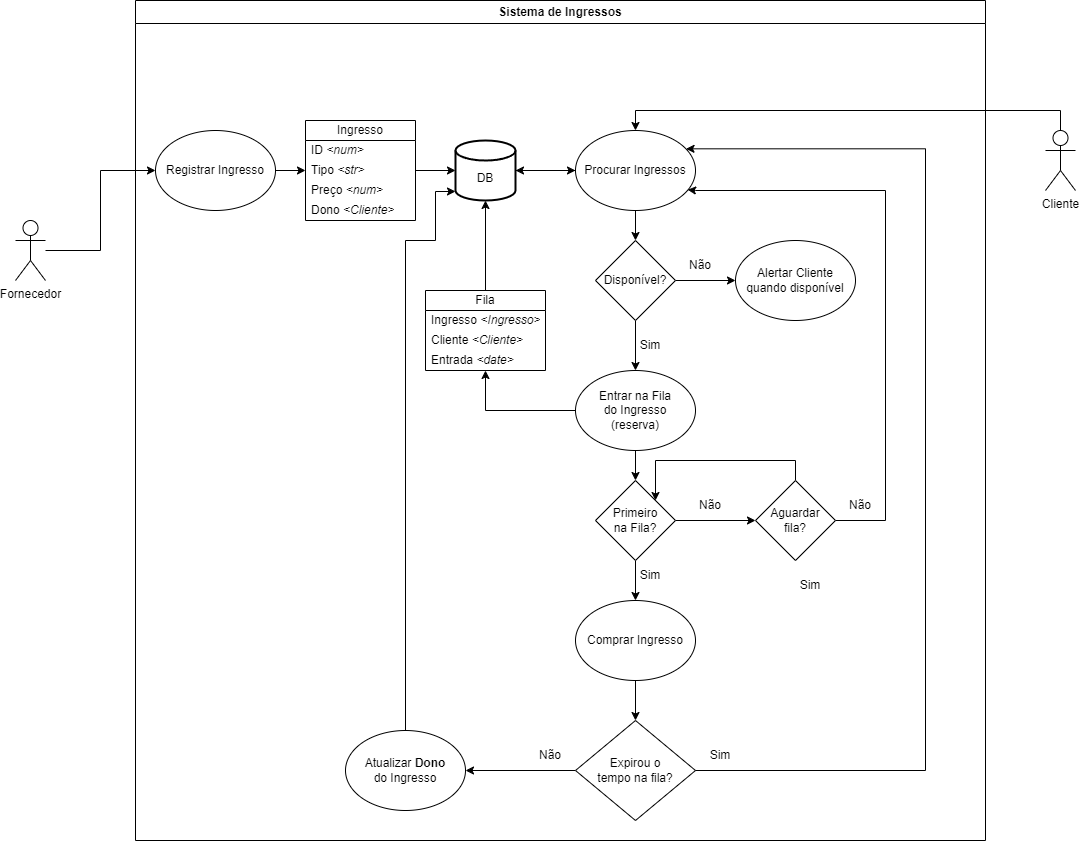 Sistema de Ingressos
Ingresso
ID <num>
Tipo <str>
Preço <num>
Dono <Cliente>
Registrar Ingresso
DB
Procurar Ingressos
Cliente
Fornecedor
Disponível?
Não
Alertar Cliente
quando disponível
Fila
Ingresso <Ingresso>
Cliente <Cliente>
Entrada <date>
Sim
Entrar na Fila
do Ingresso
(reserva)
Primeiro
na Fila?
Não
Aguardar
fila?
Não
Sim
Sim
Comprar Ingresso
Expirou o
tempo na fila?
Não
Sim
Atualizar Dono
do Ingresso